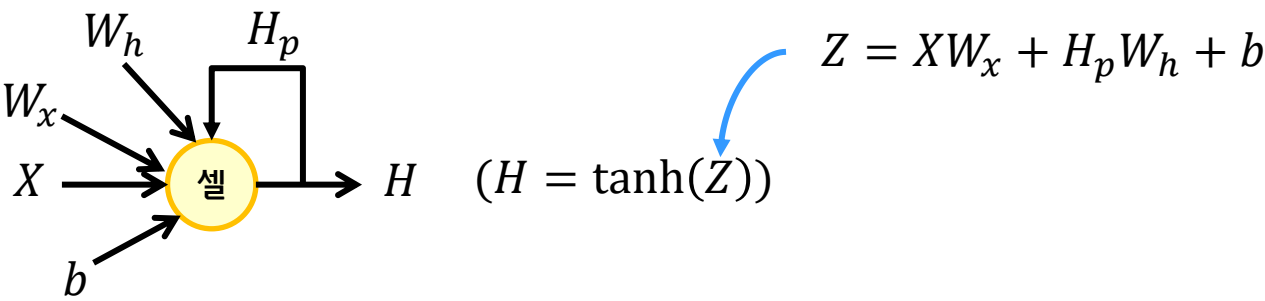 W_h
H_p
Z = XW_x + H_pW_h + b
W_x
X
셀
H
(H = tanh(Z))
b